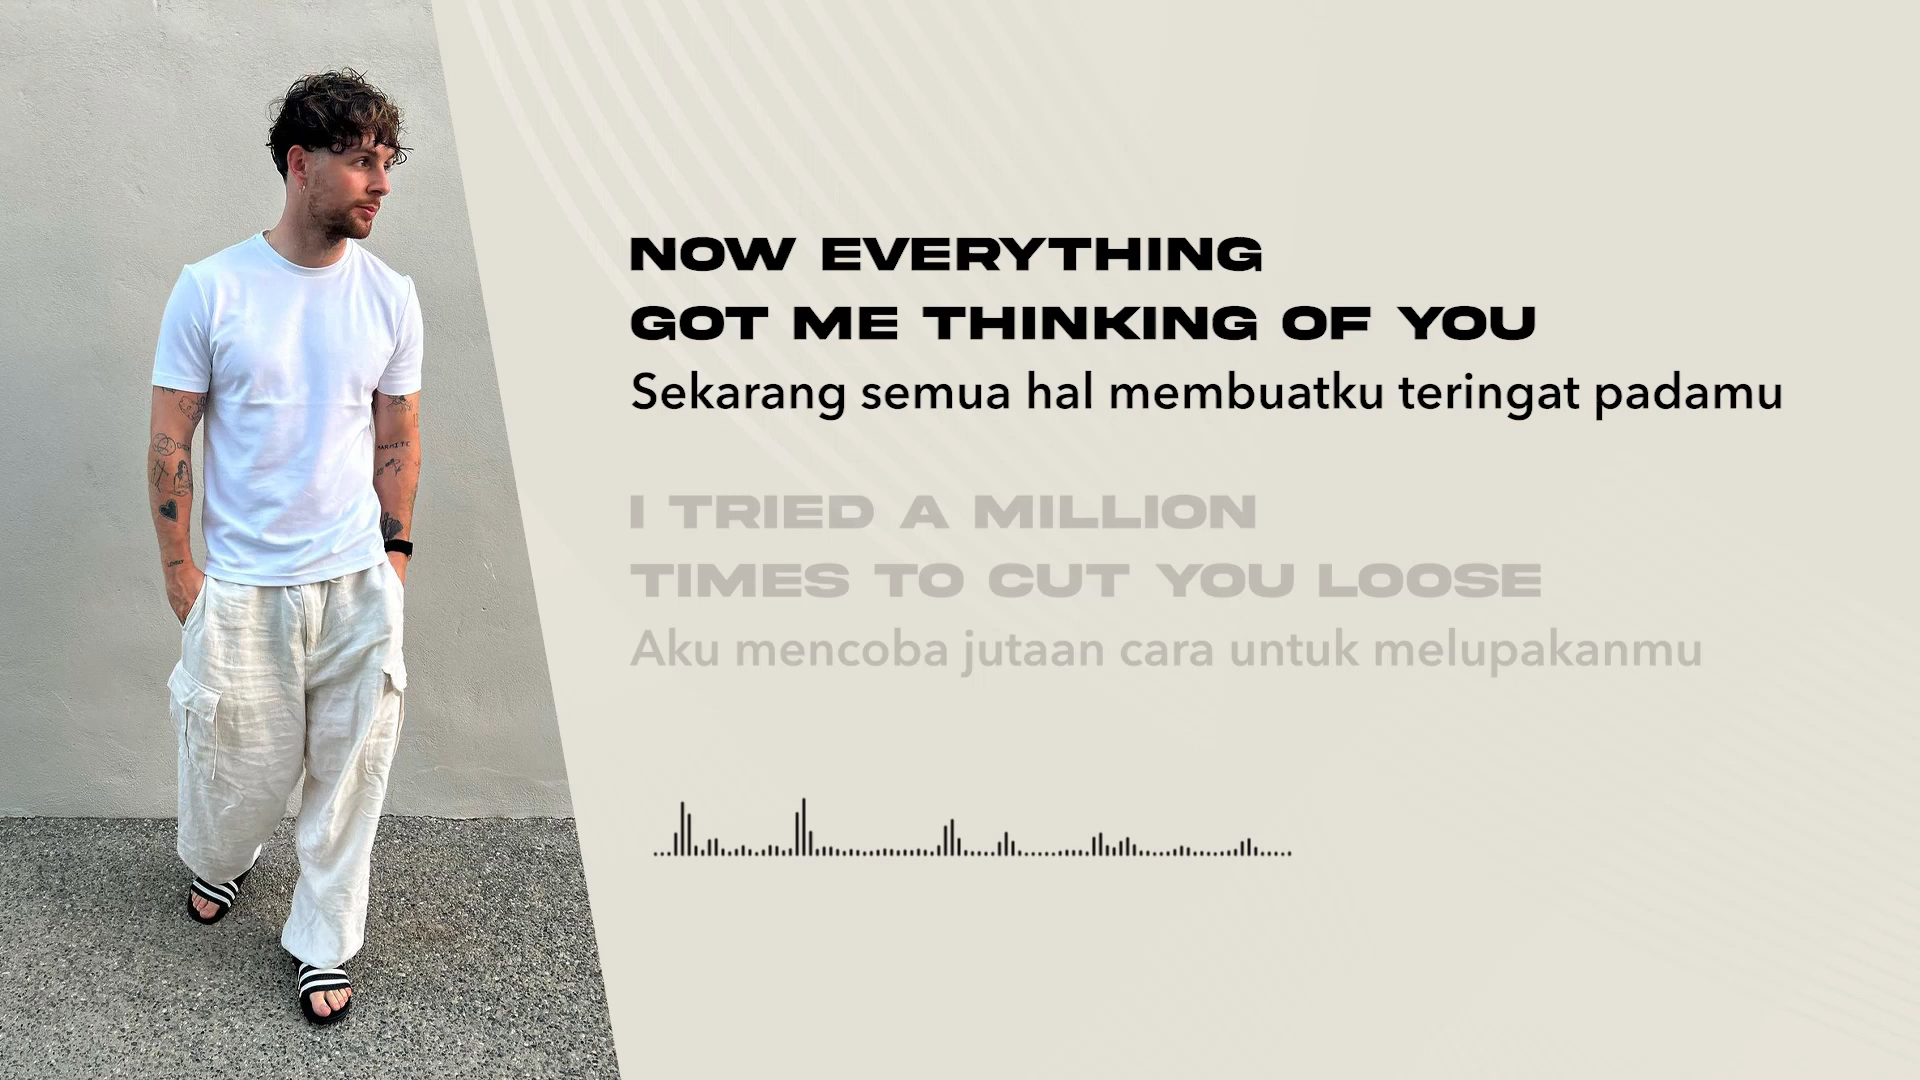 NOW EVERYTHING
GOT ME THINKING OF YOU
Sekarang semua hal membuatku teringat padamu
I TRIED A MILLION
TIMES TO CUT YOU LOOSE
Aku mencoba jutaan cara untuk melupakanmu
MARMITE